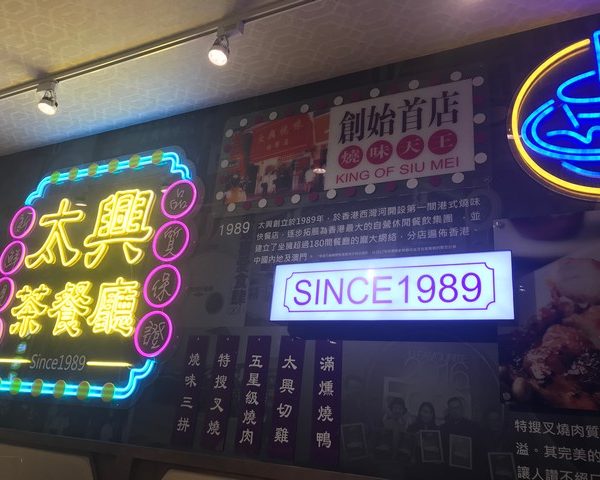 太興
茶餐廳
Since1989
品
質
保
證
創始首店
燒味天王
KING OF SIU MEI
1989
太興創立於1989年，於香港西灣河開設第一間港式燒味
快餐店，逐步拓展為香港最大的自營休閒餐飲集團，並
建立了坐擁超過180間餐廳的龐大網絡，分店遍佈香港、
中國內地及澳門。
SINCE1989
燒味三拼
特搜叉燒
五星級燒肉
太興切雞
滿燻燒鴨
特搜叉燒肉質
溢。其完美的
讓人讚不絕口